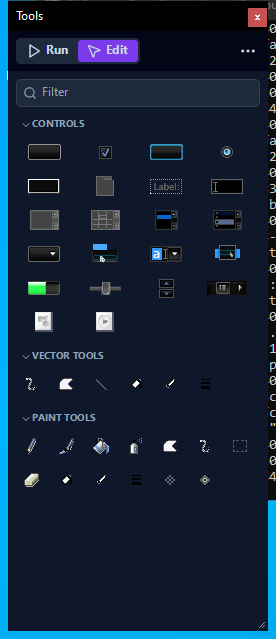 Tools
x
Run
Edit
Filter
CONTROLS
Label:
a
VECTOR TOOLS
PAINT TOOLS